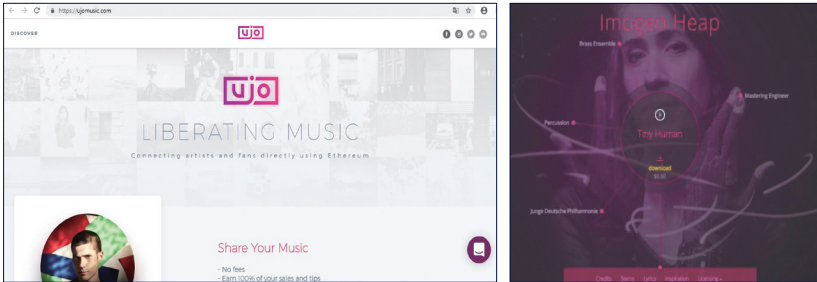 https://ujomusic.com
DISCOVER
ujo
ujo
LIBERATING MUSIC
Connecting artists and fans directly using Ethereum
Share Your Music
- No fees
- Earn 100% of your sales and tips
Imogen Heap
Brass Ensemble
Mastering Engineer
Percussion
Tiny Human
download
$0.60
Junge Deutsche Philharmonie
Credits Stems Lyrics Inspiration Licensing